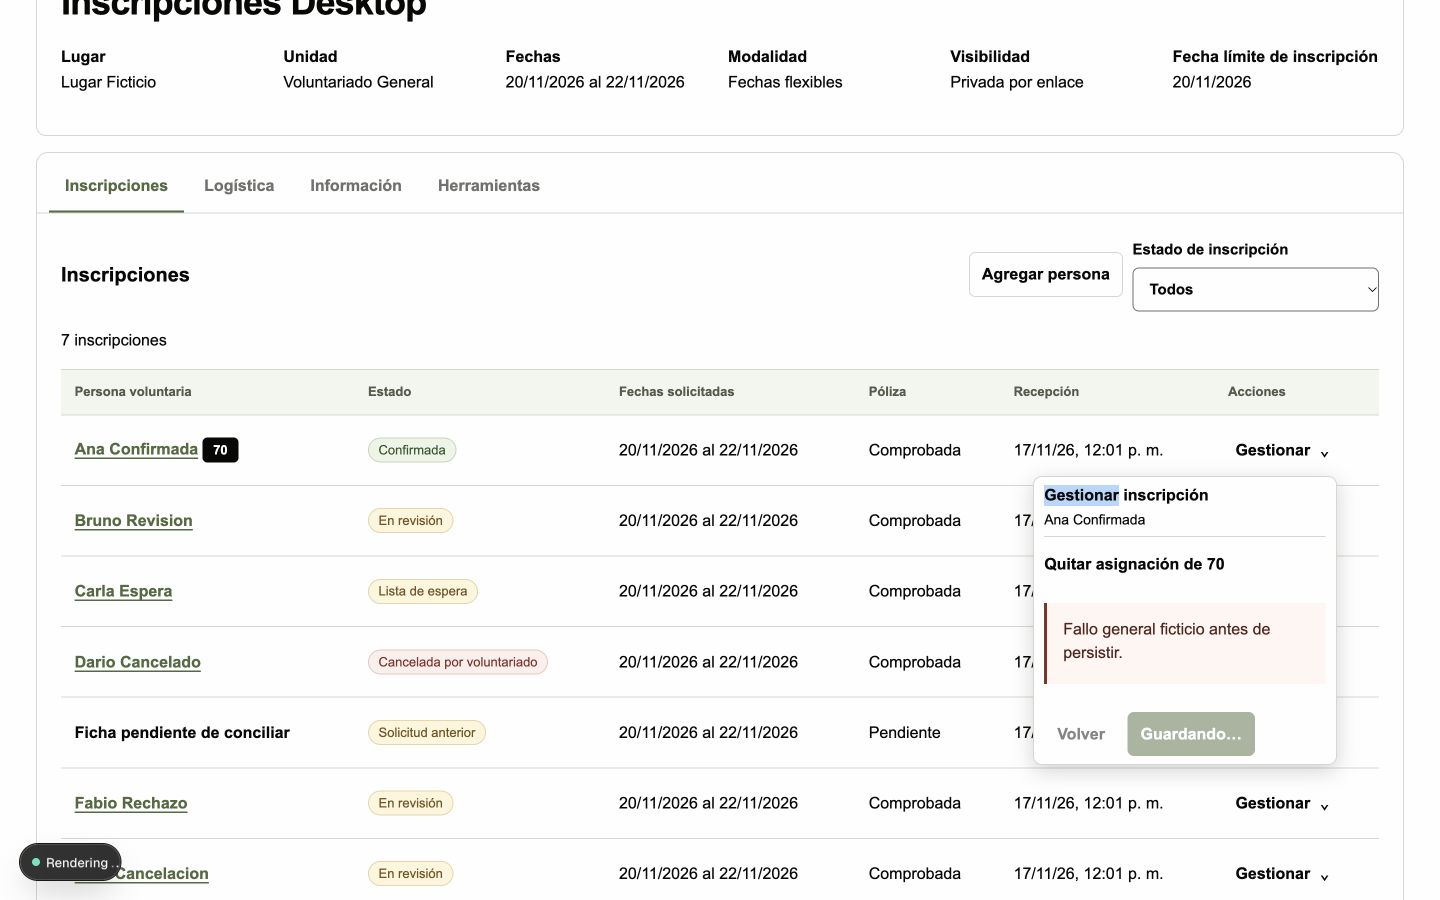 Inscripciones Desktop
Lugar
Lugar Ficticio
Unidad
Voluntariado General
Fechas
20/11/2026 al 22/11/2026
Modalidad
Fechas flexibles
Visibilidad
Privada por enlace
Fecha límite de inscripción
20/11/2026
Inscripciones Logística Información Herramientas
Inscripciones
Agregar persona
Estado de inscripción
Todos
7 inscripciones
Persona voluntaria Estado Fechas solicitadas Póliza Recepción Acciones
Ana Confirmada 70 Confirmada 20/11/2026 al 22/11/2026 Comprobada 17/11/26, 12:01 p. m. Gestionar
Bruno Revision En revisión 20/11/2026 al 22/11/2026 Comprobada 17/
Carla Espera Lista de espera 20/11/2026 al 22/11/2026 Comprobada 17/
Dario Cancelado Cancelada por voluntariado 20/11/2026 al 22/11/2026 Comprobada 17/
Ficha pendiente de conciliar Solicitud anterior 20/11/2026 al 22/11/2026 Pendiente 17/
Gestionar inscripción
Ana Confirmada
Quitar asignación de 70
Fallo general ficticio antes de
persistir.
Volver Guardando…
Fabio Rechazo En revisión 20/11/2026 al 22/11/2026 Comprobada 17/11/26, 12:01 p. m. Gestionar
Cancelacion En revisión 20/11/2026 al 22/11/2026 Comprobada 17/11/26, 12:01 p. m. Gestionar
Rendering ...